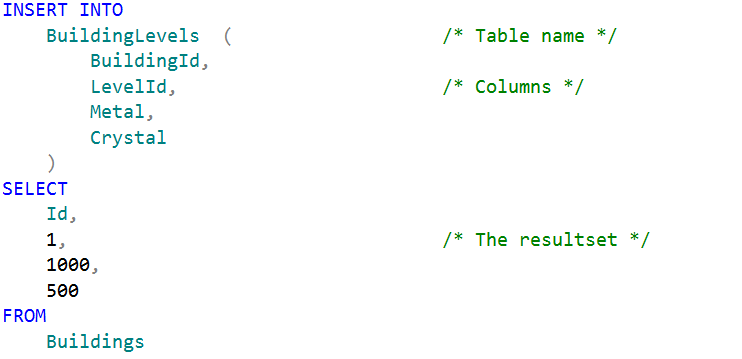 INSERT INTO
BuildingLevels ( /* Table name */
BuildingId,
LevelId, /* Columns */
Metal,
Crystal
)
SELECT
Id,
1, /* The resultset */
1000,
500
FROM
Buildings